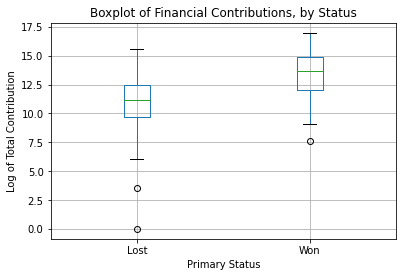 Boxplot of Financial Contributions, by Status
17.5
15.0
12.5
10.0
7.5
5.0
2.5
0.0
Log of Total Contribution
Lost
Won
Primary Status